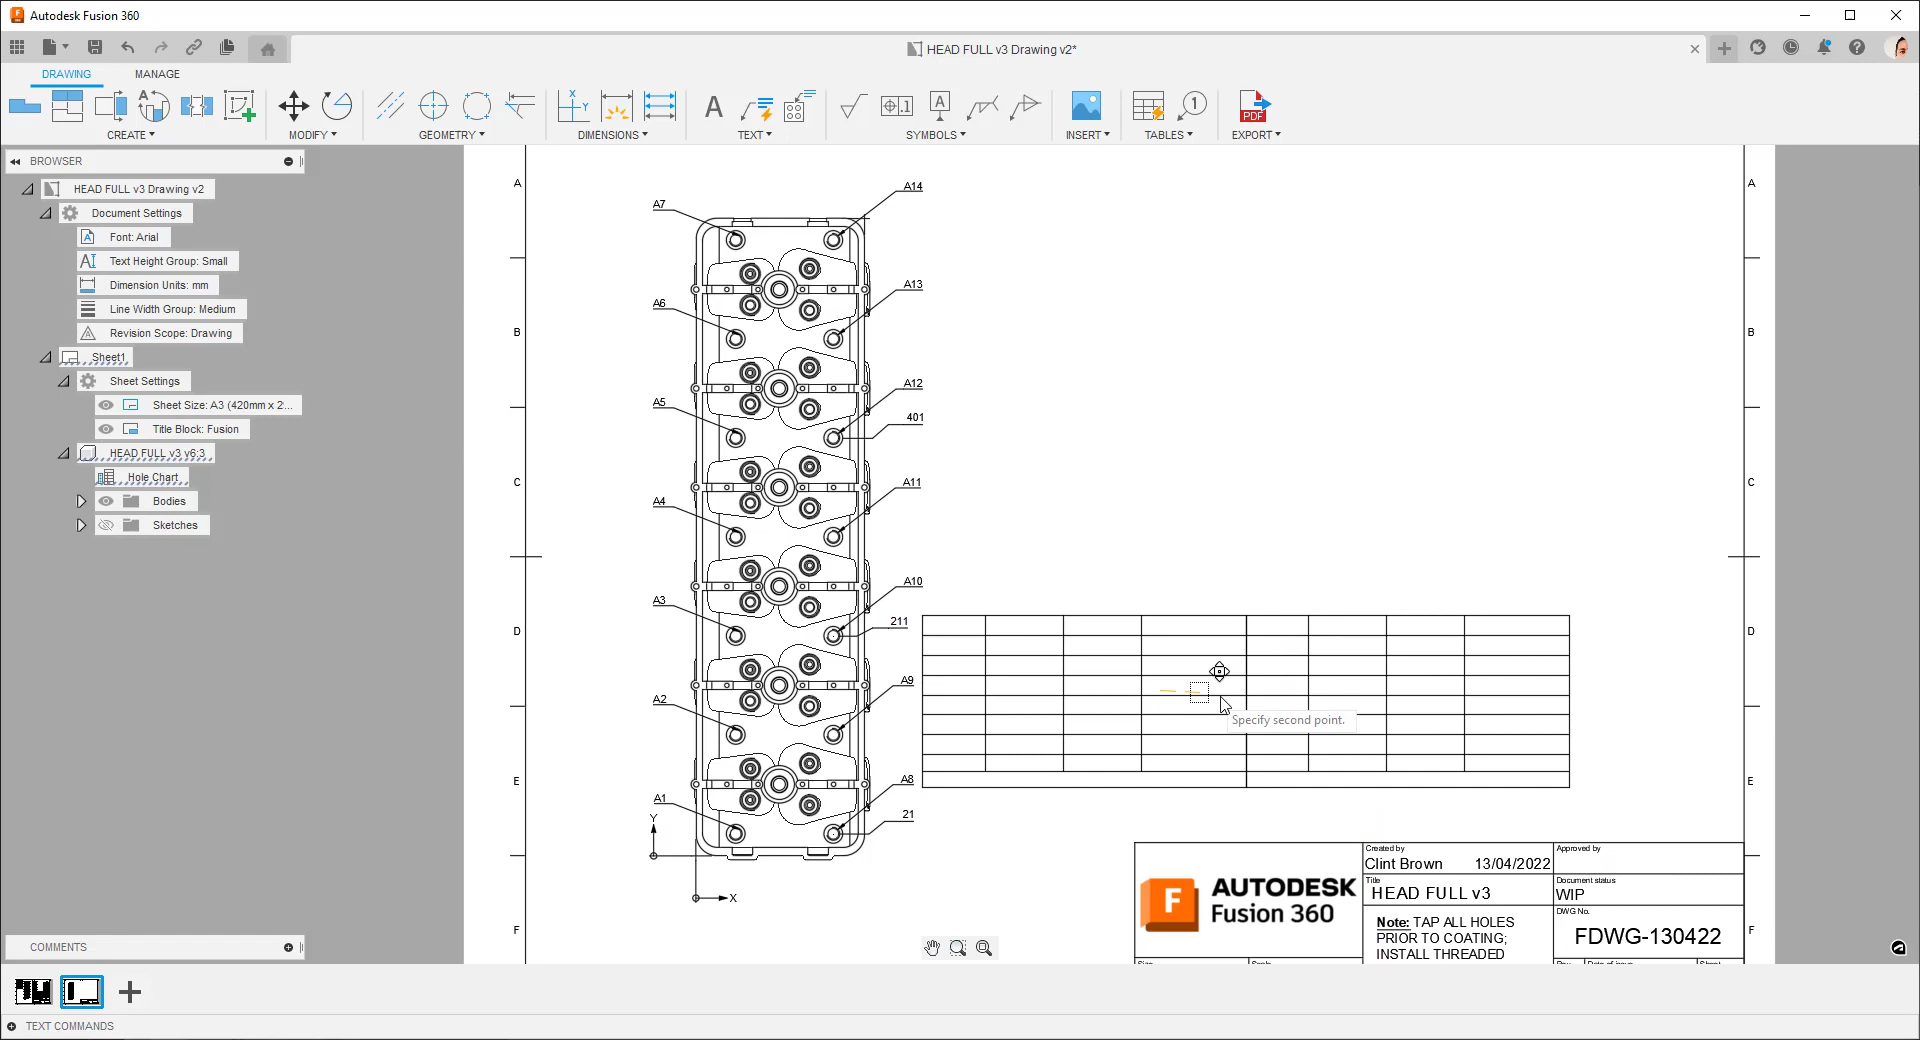 Autodesk Fusion 360
HEAD FULL v3 Drawing v2*
DRAWING
MANAGE
CREATE
MODIFY
GEOMETRY
DIMENSIONS
TEXT
SYMBOLS
INSERT
TABLES
EXPORT
PDF
BROWSER
HEAD FULL v3 Drawing v2
Document Settings
Font: Arial
Text Height Group: Small
Dimension Units: mm
Line Width Group: Medium
Revision Scope: Drawing
Sheet1
Sheet Settings
Sheet Size: A3 (420mm x 2'...
Title Block: Fusion
HEAD FULL v3 v6:3
Hole Chart
Bodies
Sketches
A
B
C
D
E
F
A7
A6
A5
A4
A3
A2
A1
A14
A13
A12
401
A11
A10
211
A9
A8
21
Y
X
Specify second point.
A
B
C
D
E
F
AUTODESK
Fusion 360
Created by
Clint Brown 13/04/2022
Approved by
Title
HEAD FULL v3
Document status
WIP
Note: TAP ALL HOLES
PRIOR TO COATING;
INSTALL THREADED
DWG No.
FDWG-130422
COMMENTS
TEXT COMMANDS